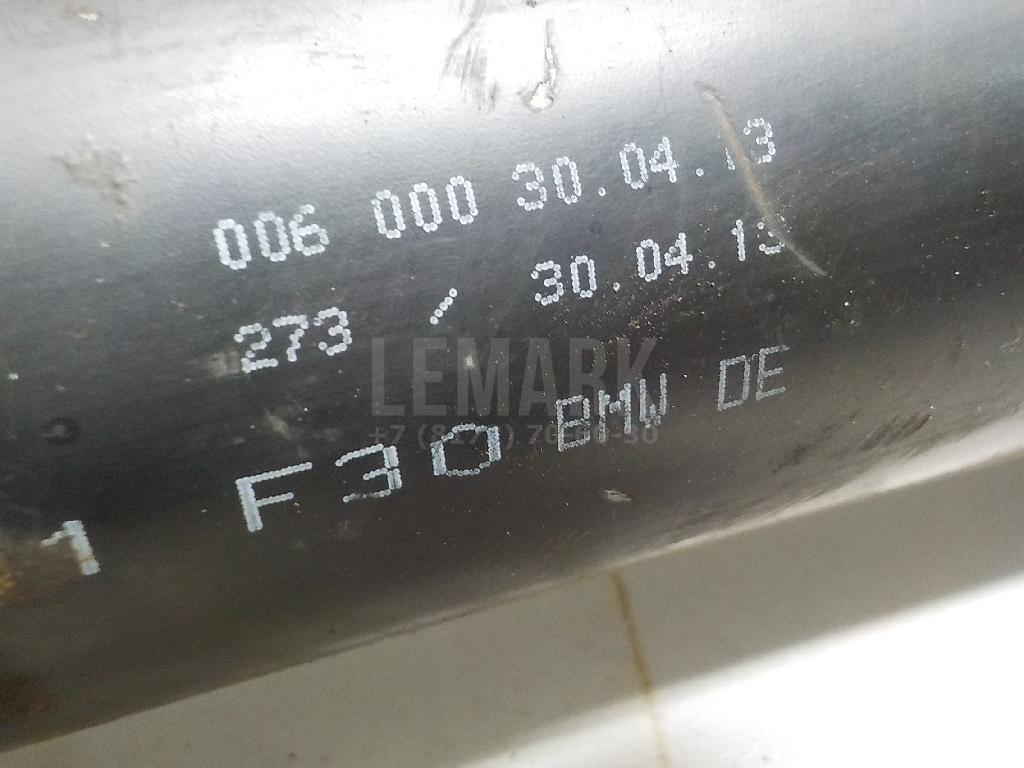 006 000 30.04.13
273 / 30.04.13
LEMARK
1 F30 BMW DE